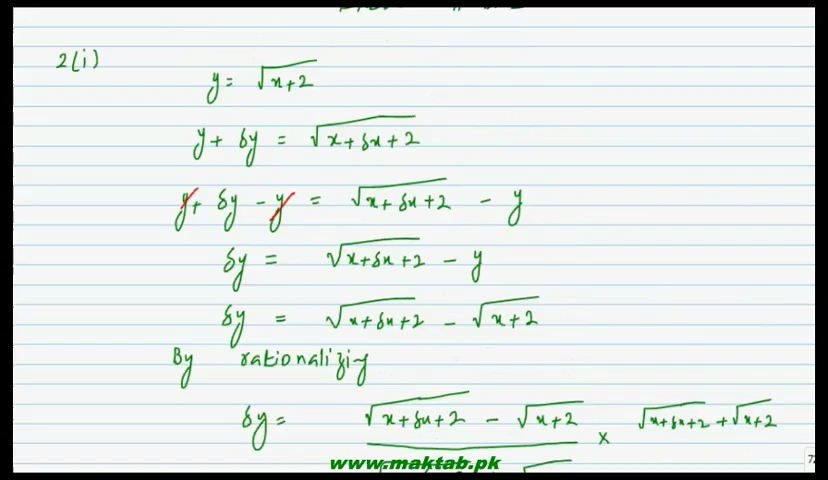 2(i)
y = √(x+2)
y + δy = √(x+δx+2)
y + δy - y = √(x+δx+2) - y
δy = √(x+δx+2) - y
δy = √(x+δx+2) - √(x+2)
By rationalizing
δy = √(x+δx+2) - √(x+2) × √(x+δx+2) + √(x+2)
www.maktab.pk